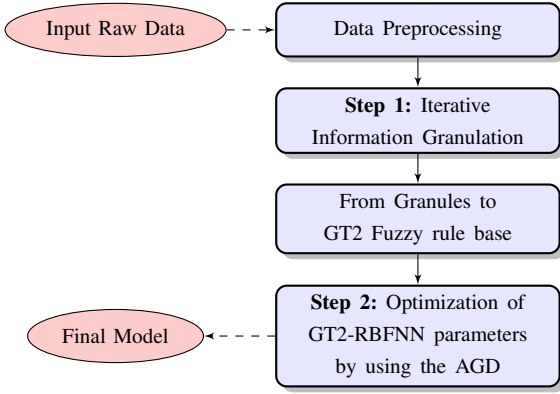 Input Raw Data
Data Preprocessing
Step 1: Iterative
Information Granulation
From Granules to
GT2 Fuzzy rule base
Step 2: Optimization of
GT2-RBFNN parameters
by using the AGD
Final Model